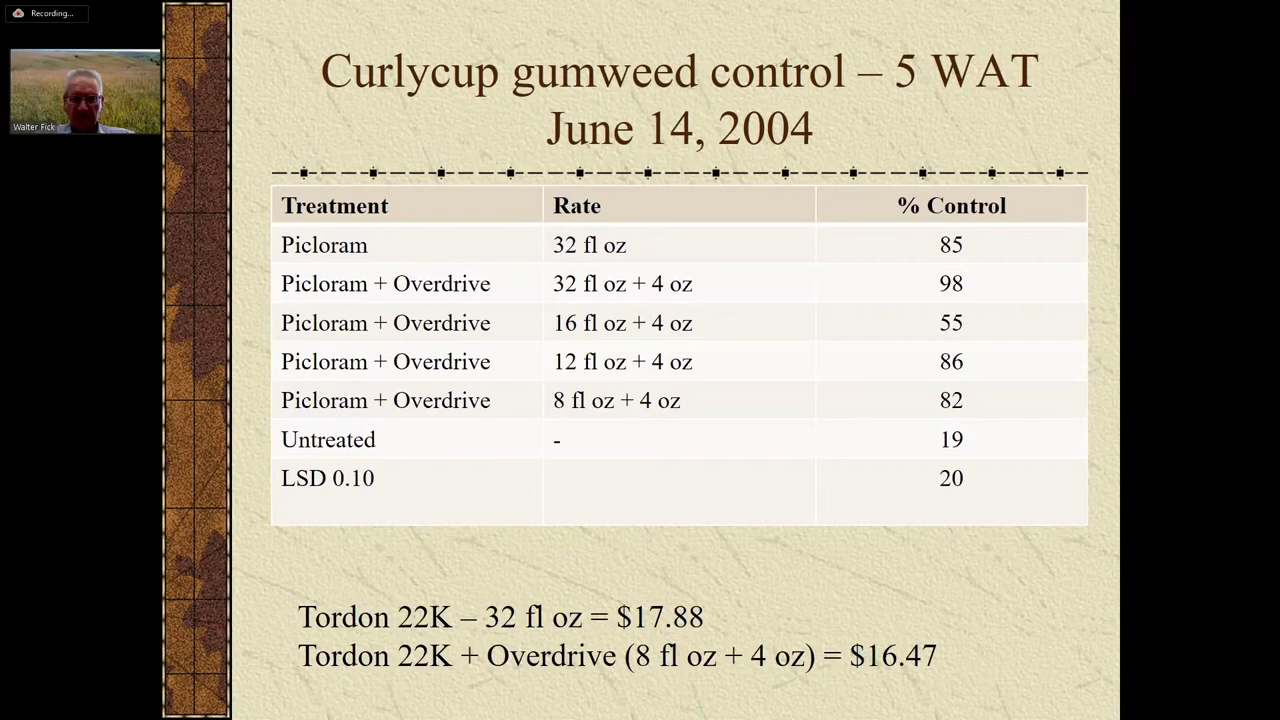 Recording...
Walter Fick
Curlycup gumweed control – 5 WAT
June 14, 2004
Treatment Rate % Control
Picloram 32 fl oz 85
Picloram + Overdrive 32 fl oz + 4 oz 98
Picloram + Overdrive 16 fl oz + 4 oz 55
Picloram + Overdrive 12 fl oz + 4 oz 86
Picloram + Overdrive 8 fl oz + 4 oz 82
Untreated - 19
LSD 0.10 20
Tordon 22K – 32 fl oz = $17.88
Tordon 22K + Overdrive (8 fl oz + 4 oz) = $16.47